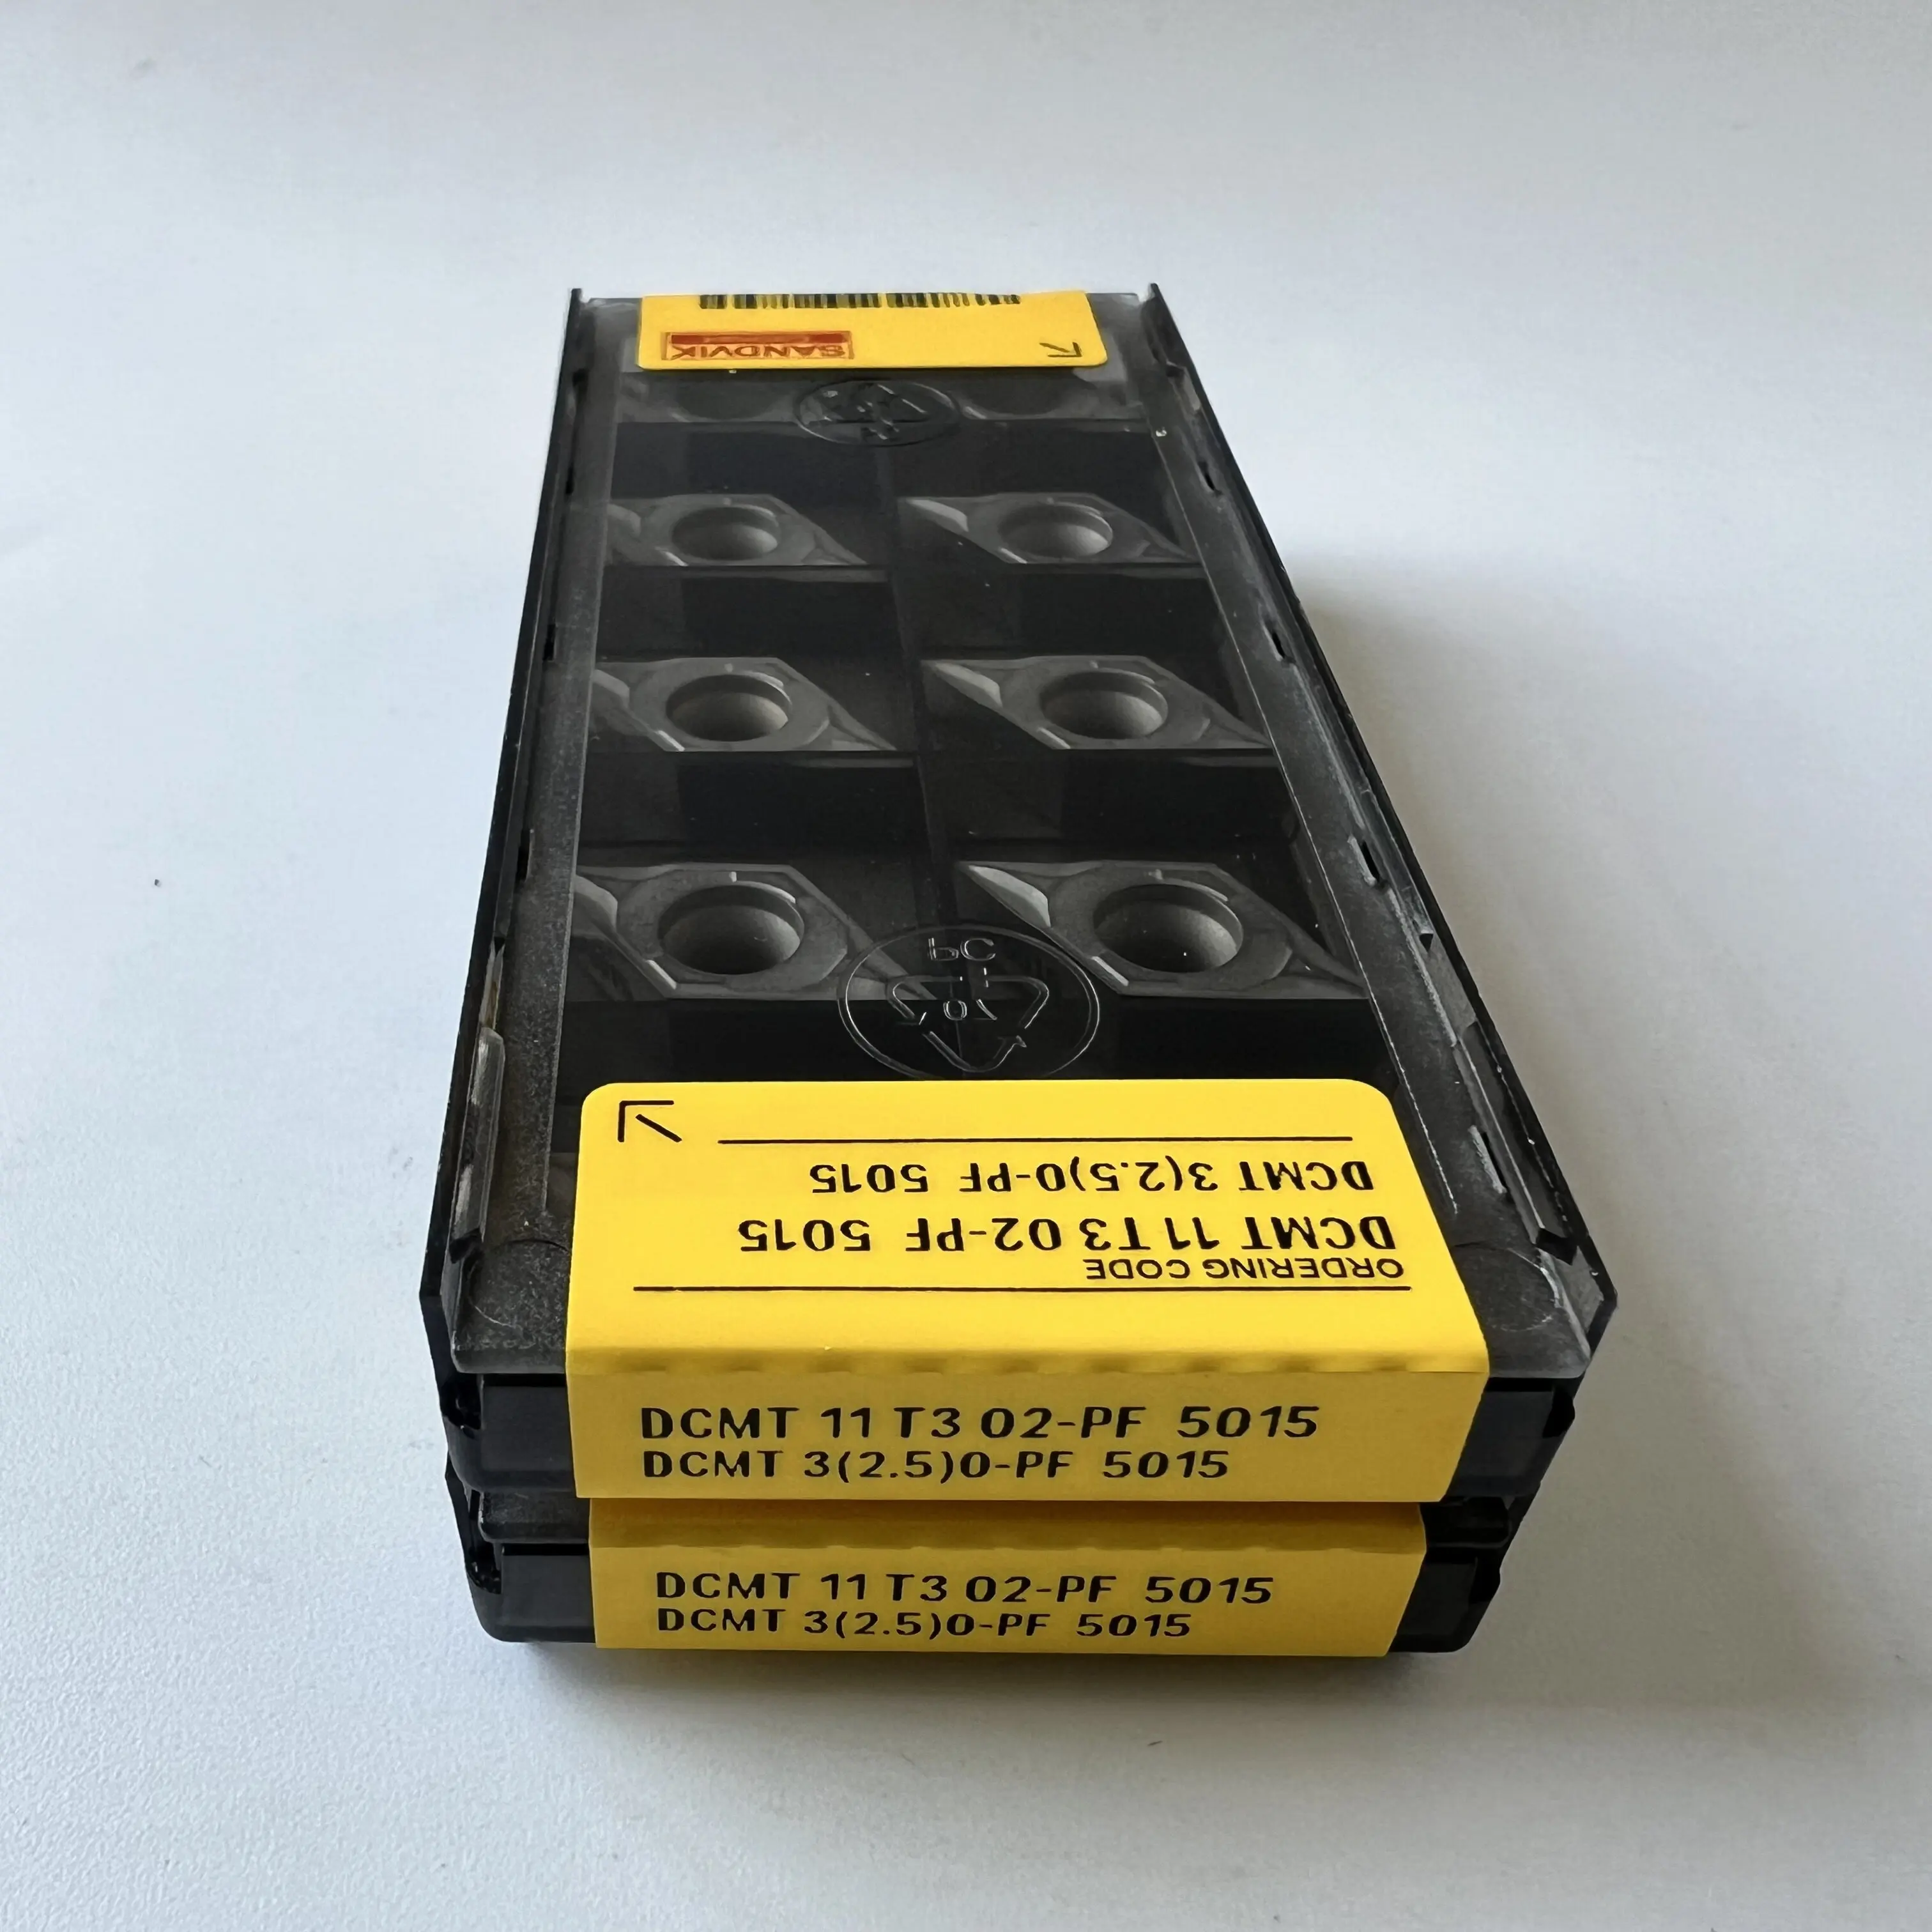 SANDVIK
PC
70
DCMT 3(2.5)0-PF 5015
DCMT 11 T3 02-PF 5015
ORDERING CODE
DCMT 11 T3 02-PF 5015
DCMT 3(2.5)0-PF 5015
DCMT 11 T3 02-PF 5015
DCMT 3(2.5)0-PF 5015